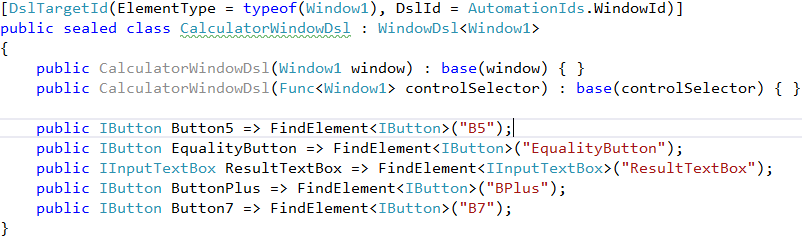 [DslTargetId(ElementType = typeof(Window1), DslId = AutomationIds.WindowId)]
public sealed class CalculatorWindowDsl : WindowDsl<Window1>
{
    public CalculatorWindowDsl(Window1 window) : base(window) { }
    public CalculatorWindowDsl(Func<Window1> controlSelector) : base(controlSelector) { }

    public IButton Button5 => FindElement<IButton>("B5");
    public IButton EqualityButton => FindElement<IButton>("EqualityButton");
    public IInputTextBox ResultTextBox => FindElement<IInputTextBox>("ResultTextBox");
    public IButton ButtonPlus => FindElement<IButton>("BPlus");
    public IButton Button7 => FindElement<IButton>("B7");
}